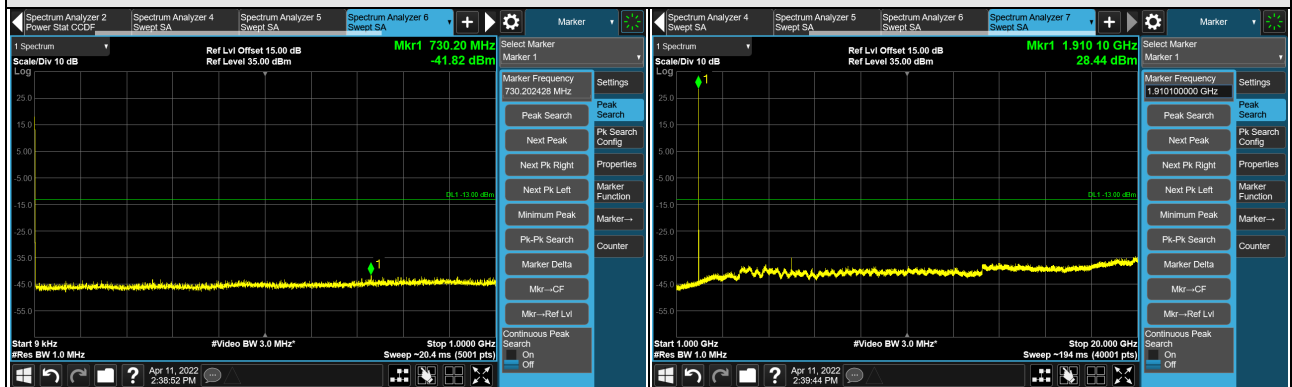 Spectrum Analyzer 2
Power Stat CCDF
Spectrum Analyzer 4
Swept SA
Spectrum Analyzer 5
Swept SA
Spectrum Analyzer 6
Swept SA
Marker
1 Spectrum
Scale/Div 10 dB
Log
Ref Lvl Offset 15.00 dB
Ref Level 35.00 dBm
Mkr1 730.20 MHz
-41.82 dBm
25.0
15.0
5.00
-5.00
-15.0
-25.0
-35.0
-45.0
-55.0
DL1 -13.00 dBm
1
Start 9 kHz
#Res BW 1.0 MHz
#Video BW 3.0 MHz*
Stop 1.0000 GHz
Sweep ~20.4 ms (5001 pts)
Select Marker
Marker 1
Marker Frequency
730.202428 MHz
Peak Search
Next Peak
Next Pk Right
Next Pk Left
Minimum Peak
Pk-Pk Search
Marker Delta
Mkr→CF
Mkr→Ref Lvl
Continuous Peak
Search
On
Off
Settings
Peak
Search
Pk Search
Config
Properties
Marker
Function
Marker→
Counter
?
Apr 11, 2022
2:38:52 PM
Spectrum Analyzer 4
Swept SA
Spectrum Analyzer 5
Swept SA
Spectrum Analyzer 6
Swept SA
Spectrum Analyzer 7
Swept SA
Marker
1 Spectrum
Scale/Div 10 dB
Log
Ref Lvl Offset 15.00 dB
Ref Level 35.00 dBm
Mkr1 1.910 10 GHz
28.44 dBm
25.0
15.0
5.00
-5.00
-15.0
-25.0
-35.0
-45.0
-55.0
DL1 -13.00 dBm
1
Start 1.000 GHz
#Res BW 1.0 MHz
#Video BW 3.0 MHz*
Stop 20.000 GHz
Sweep ~194 ms (40001 pts)
Select Marker
Marker 1
Marker Frequency
1.910100000 GHz
Peak Search
Next Peak
Next Pk Right
Next Pk Left
Minimum Peak
Pk-Pk Search
Marker Delta
Mkr→CF
Mkr→Ref Lvl
Continuous Peak
Search
On
Off
Settings
Peak
Search
Pk Search
Config
Properties
Marker
Function
Marker→
Counter
?
Apr 11, 2022
2:39:44 PM